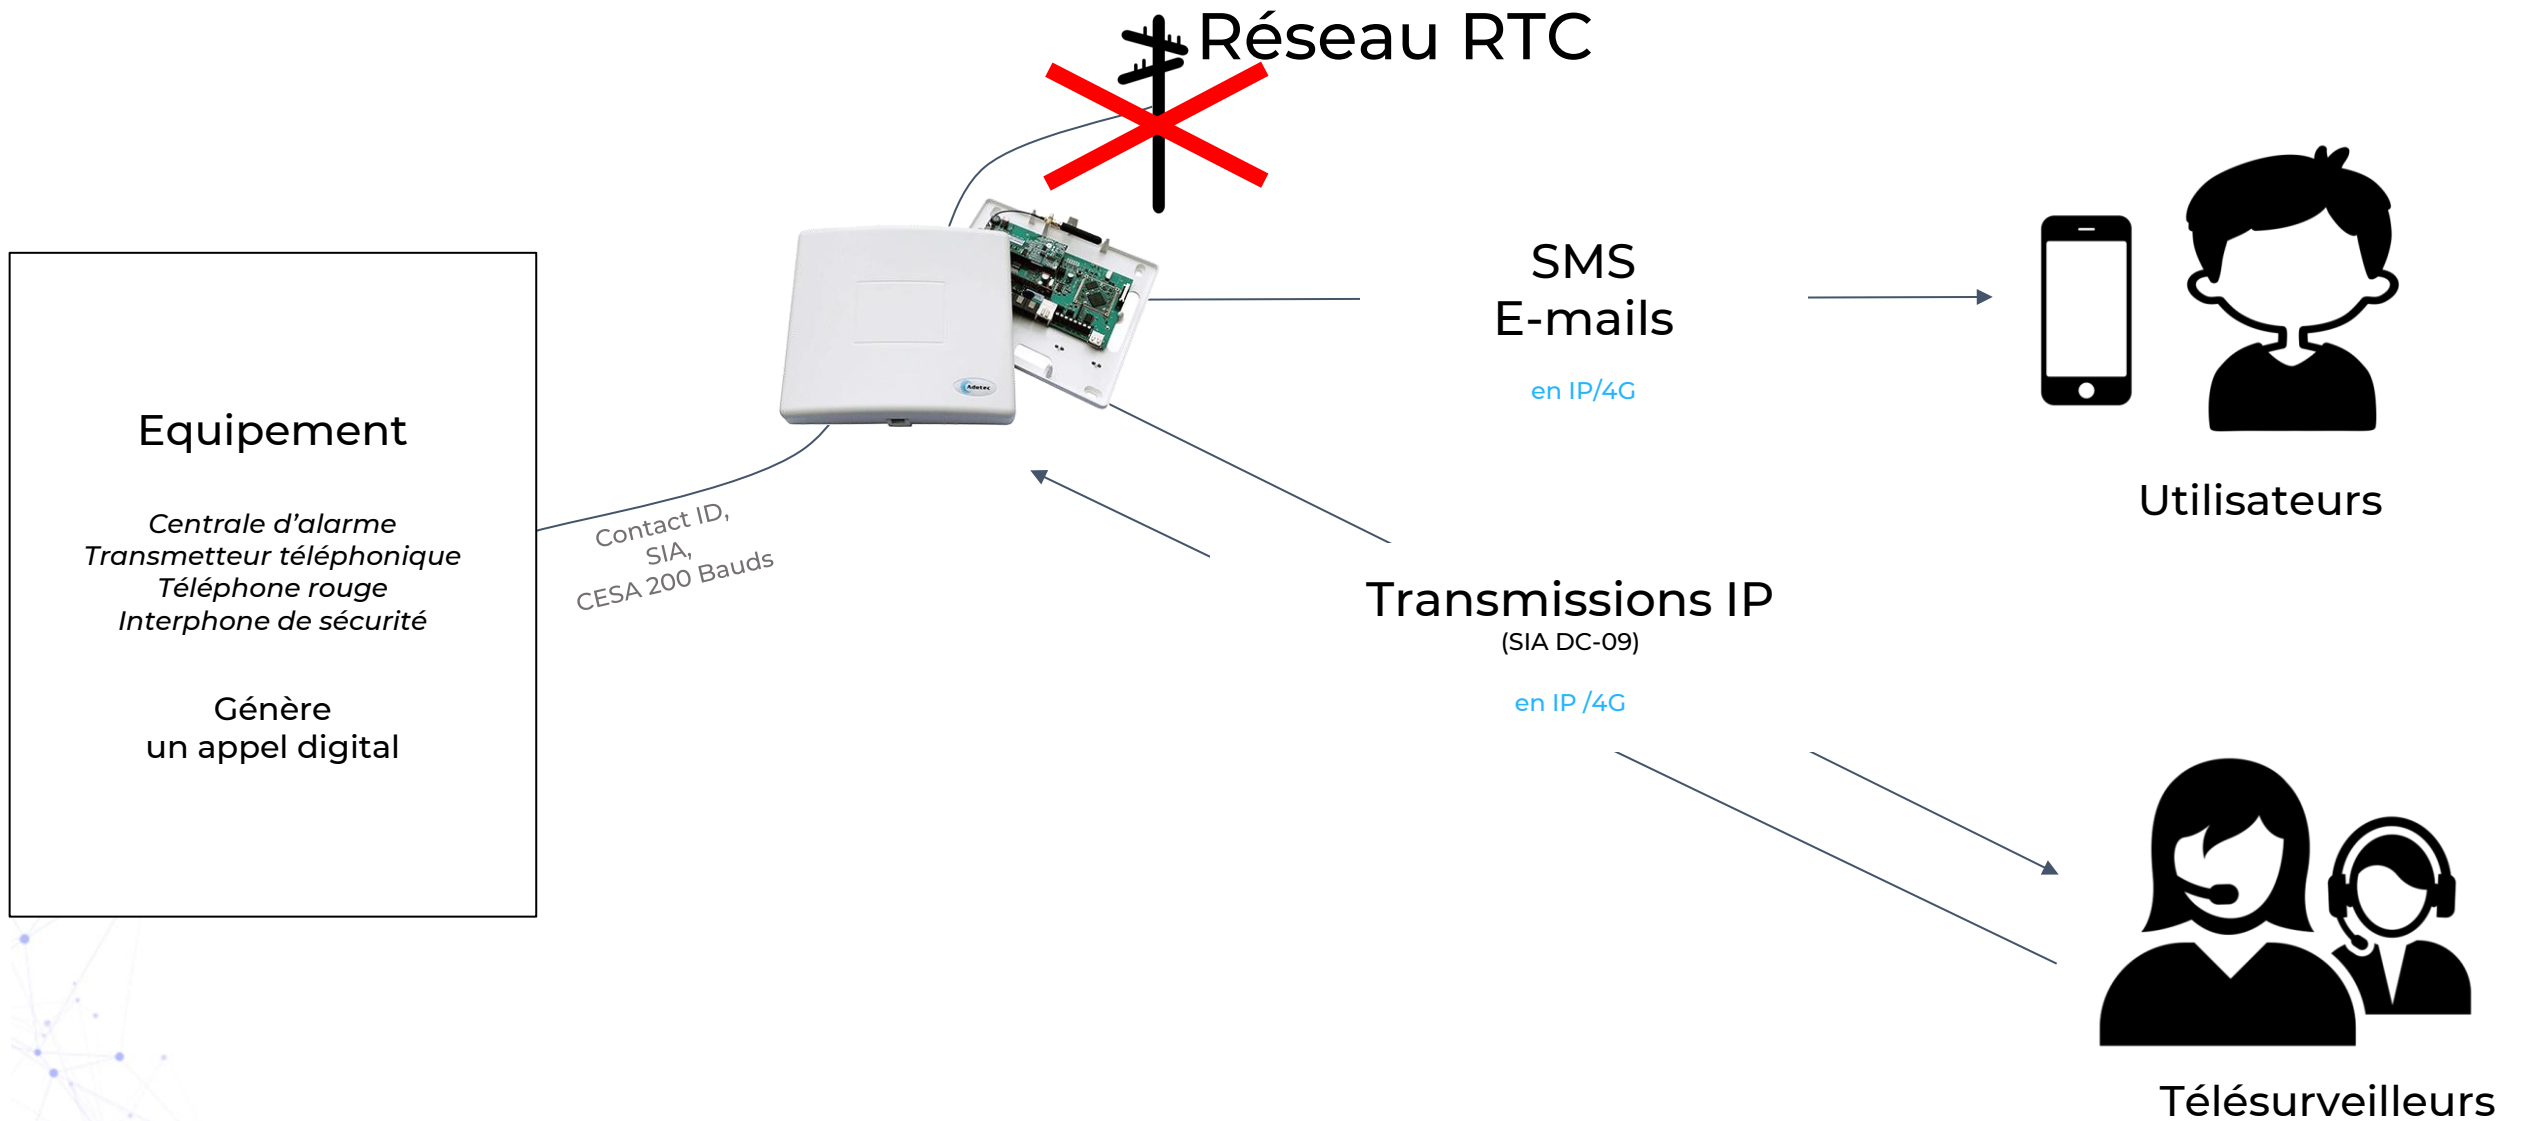 Réseau RTC
SMS
E-mails
en IP/4G
Adetec
Equipement
Centrale d’alarme
Transmetteur téléphonique
Téléphone rouge
Interphone de sécurité
Génère
un appel digital
Contact ID,
SIA,
CESA 200 Bauds
Utilisateurs
Transmissions IP
(SIA DC-09)
en IP /4G
Télésurveilleurs